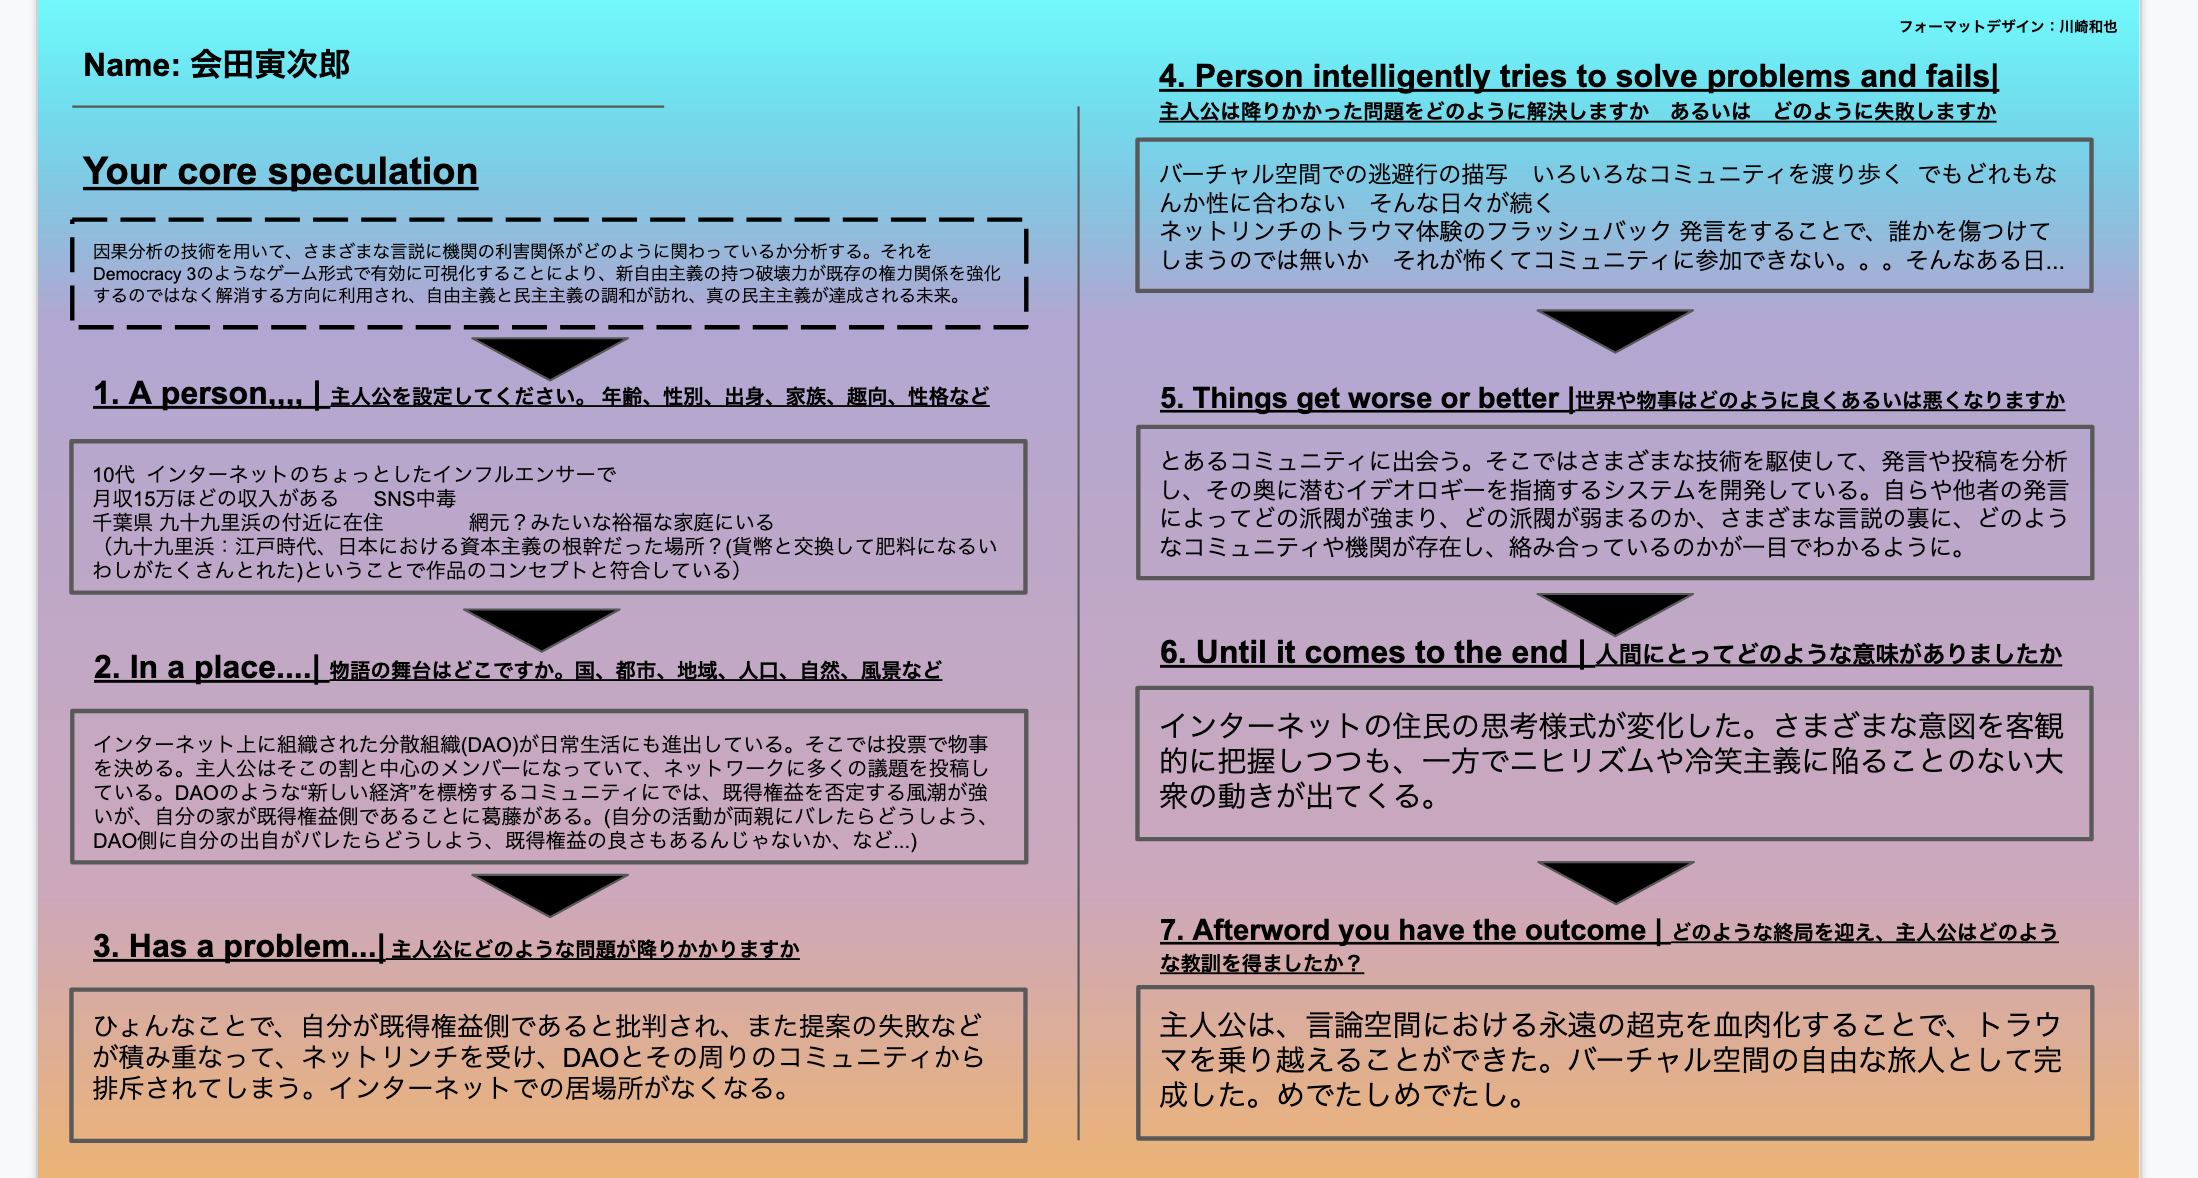 フォーマットデザイン：川崎和也
Name: 会田寅次郎
Your core speculation
因果分析の技術を用いて、さまざまな言説に機関の利害関係がどのように関わっているか分析する。それを
Democracy 3のようなゲーム形式で有効に可視化することにより、新自由主義の持つ破壊力が既存の権力関係を強化
するのではなく解消する方向に利用され、自由主義と民主主義の調和が訪れ、真の民主主義が達成される未来。
1. A person,,,, | 主人公を設定してください。 年齢、性別、出身、家族、趣向、性格など
10代 インターネットのちょっとしたインフルエンサーで
月収15万ほどの収入がある　 SNS中毒
千葉県 九十九里浜の付近に在住　　　　網元？みたいな裕福な家庭にいる
（九十九里浜：江戸時代、日本における資本主義の根幹だった場所？(貨幣と交換して肥料になるい
わしがたくさんとれた)ということで作品のコンセプトと符合している）
2. In a place....| 物語の舞台はどこですか。国、都市、地域、人口、自然、風景など
インターネット上に組織された分散組織(DAO)が日常生活にも進出している。そこでは投票で物事
を決める。主人公はそこの割と中心のメンバーになっていて、ネットワークに多くの議題を投稿し
ている。DAOのような“新しい経済”を標榜するコミュニティにでは、既得権益を否定する風潮が強
いが、自分の家が既得権益側であることに葛藤がある。(自分の活動が両親にバレたらどうしよう、
DAO側に自分の出自がバレたらどうしよう、既得権益の良さもあるんじゃないか、など...)
3. Has a problem...| 主人公にどのような問題が降りかかりますか
ひょんなことで、自分が既得権益側であると批判され、また提案の失敗など
が積み重なって、ネットリンチを受け、DAOとその周りのコミュニティから
排斥されてしまう。インターネットでの居場所がなくなる。
4. Person intelligently tries to solve problems and fails|
主人公は降りかかった問題をどのように解決しますか　あるいは　どのように失敗しますか
バーチャル空間での逃避行の描写　いろいろなコミュニティを渡り歩く でもどれもな
んか性に合わない　そんな日々が続く
ネットリンチのトラウマ体験のフラッシュバック 発言をすることで、誰かを傷つけて
しまうのでは無いか　それが怖くてコミュニティに参加できない。。。そんなある日...
5. Things get worse or better |世界や物事はどのように良くあるいは悪くなりますか
とあるコミュニティに出会う。そこではさまざまな技術を駆使して、発言や投稿を分析
し、その奥に潜むイデオロギーを指摘するシステムを開発している。自らや他者の発言
によってどの派閥が強まり、どの派閥が弱まるのか、さまざまな言説の裏に、どのよう
なコミュニティや機関が存在し、絡み合っているのかが一目でわかるように。
6. Until it comes to the end | 人間にとってどのような意味がありましたか
インターネットの住民の思考様式が変化した。さまざまな意図を客観
的に把握しつつも、一方でニヒリズムや冷笑主義に陥ることのない大
衆の動きが出てくる。
7. Afterword you have the outcome | どのような終局を迎え、主人公はどのよう
な教訓を得ましたか？
主人公は、言論空間における永遠の超克を血肉化することで、トラウ
マを乗り越えることができた。バーチャル空間の自由な旅人として完
成した。めでたしめでたし。